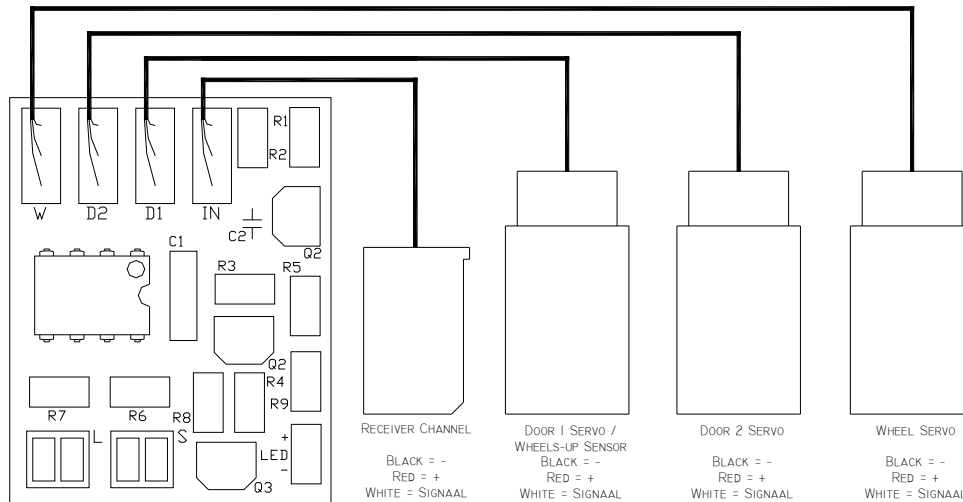 R1
R2
W D2 D1 IN
C2
Q2
C1
R3
R5
Q2
R4
R9
R7
R6
R8
L
S
+
LED
-
Q3
RECEIVER CHANNEL
BLACK = -
RED = +
WHITE = SIGNAAL
DOOR 1 SERVO /
WHEELS-UP SENSOR
BLACK = -
RED = +
WHITE = SIGNAAL
DOOR 2 SERVO
BLACK = -
RED = +
WHITE = SIGNAAL
WHEEL SERVO
BLACK = -
RED = +
WHITE = SIGNAAL